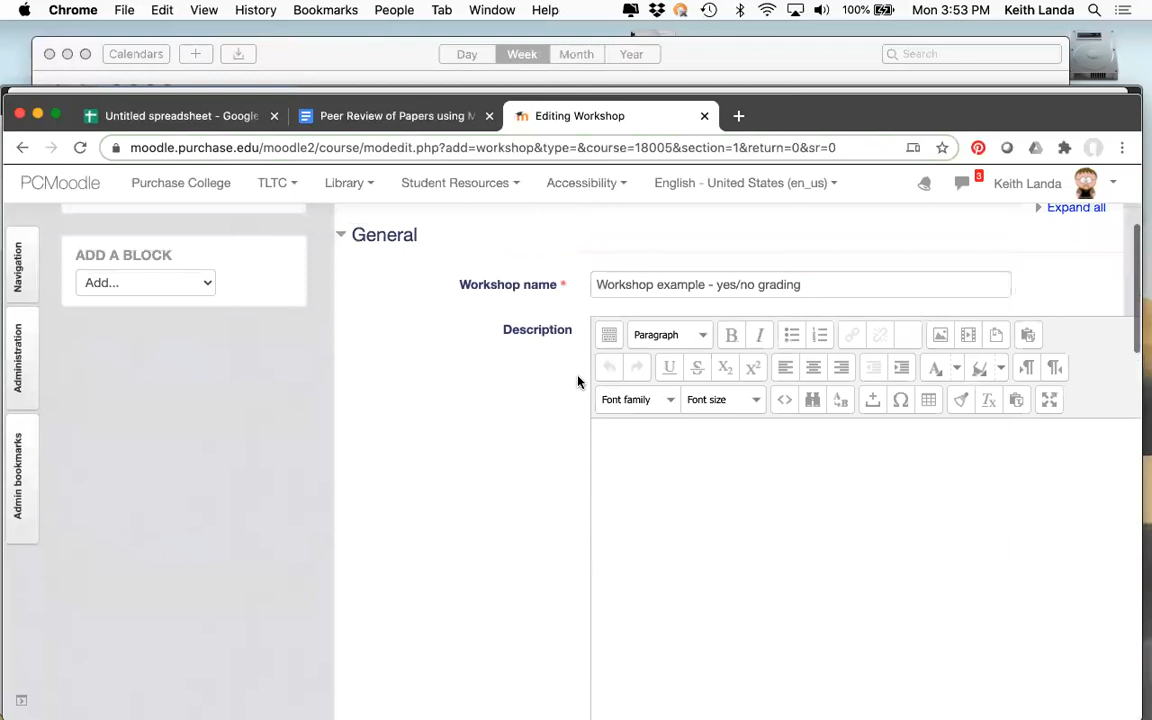 Chrome File Edit View History Bookmarks People Tab Window Help 100% Mon 3:53 PM Keith Landa
Calendars Day Week Month Year Search
Untitled spreadsheet - Google Peer Review of Papers using M Editing Workshop
moodle.purchase.edu/moodle2/course/modedit.php?add=workshop&type=&course=18005&section=1&return=0&sr=0
PCMoodle Purchase College TLTC Library Student Resources Accessibility English - United States (en_us) 3 Keith Landa
Expand all
Navigation
Administration
Admin bookmarks
ADD A BLOCK
Add...
General
Workshop name * Workshop example - yes/no grading
Description
Paragraph B I
U S X2 X2 A
Font family Font size